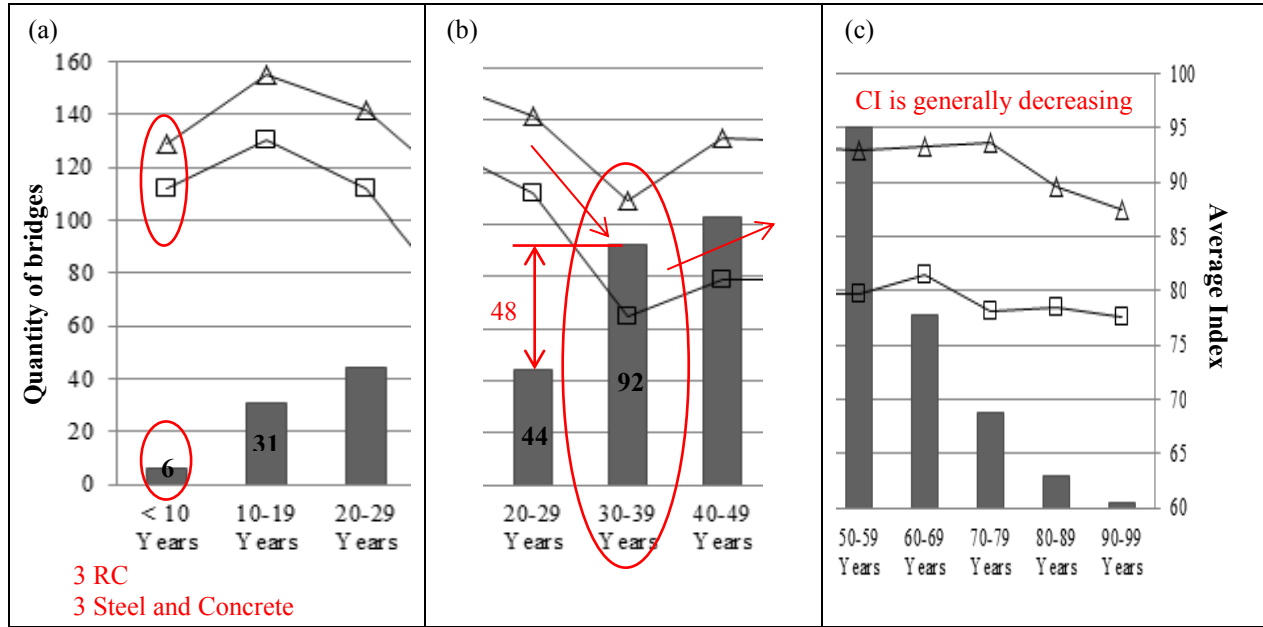 (a)
160
140
120
100
80
60
40
20
0
Quantity of bridges
6
31
< 10
Years
10-19
Years
20-29
Years
3 RC
3 Steel and Concrete
(b)
48
44
92
20-29
Years
30-39
Years
40-49
Years
(c)
CI is generally decreasing
100
95
90
85
80
75
70
65
60
Average Index
50-59
Years
60-69
Years
70-79
Years
80-89
Years
90-99
Years